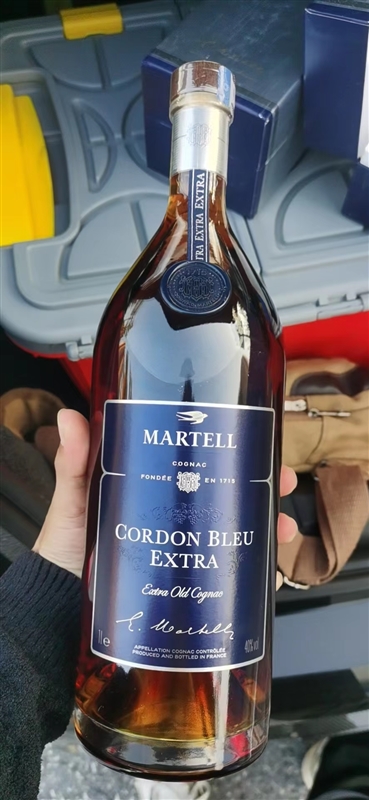 TRA EXTRA EXTRA
MARTELL
COGNAC
FONDÉE EN 1715
CORDON BLEU
EXTRA
Extra Old Cognac
1L e
40% vol
APPELLATION COGNAC CONTRÔLÉE
PRODUCED AND BOTTLED IN FRANCE